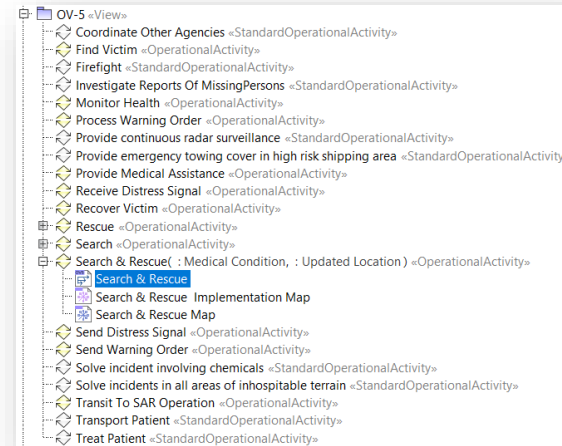 OV-5 «View»
Coordinate Other Agencies «StandardOperationalActivity»
Find Victim «OperationalActivity»
Firefight «StandardOperationalActivity»
Investigate Reports Of MissingPersons «StandardOperationalActivity»
Monitor Health «OperationalActivity»
Process Warning Order «OperationalActivity»
Provide continuous radar surveillance «StandardOperationalActivity»
Provide emergency towing cover in high risk shipping area «StandardOperationalActivity
Provide Medical Assistance «OperationalActivity»
Receive Distress Signal «OperationalActivity»
Recover Victim «OperationalActivity»
Rescue «OperationalActivity»
Search «OperationalActivity»
Search & Rescue( : Medical Condition, : Updated Location ) «OperationalActivity»
Search & Rescue
Search & Rescue Implementation Map
Search & Rescue Map
Send Distress Signal «OperationalActivity»
Send Warning Order «OperationalActivity»
Solve incident involving chemicals «StandardOperationalActivity»
Solve incidents in all areas of inhospitable terrain «StandardOperationalActivity»
Transit To SAR Operation «OperationalActivity»
Transport Patient «StandardOperationalActivity»
Treat Patient «StandardOperationalActivity»